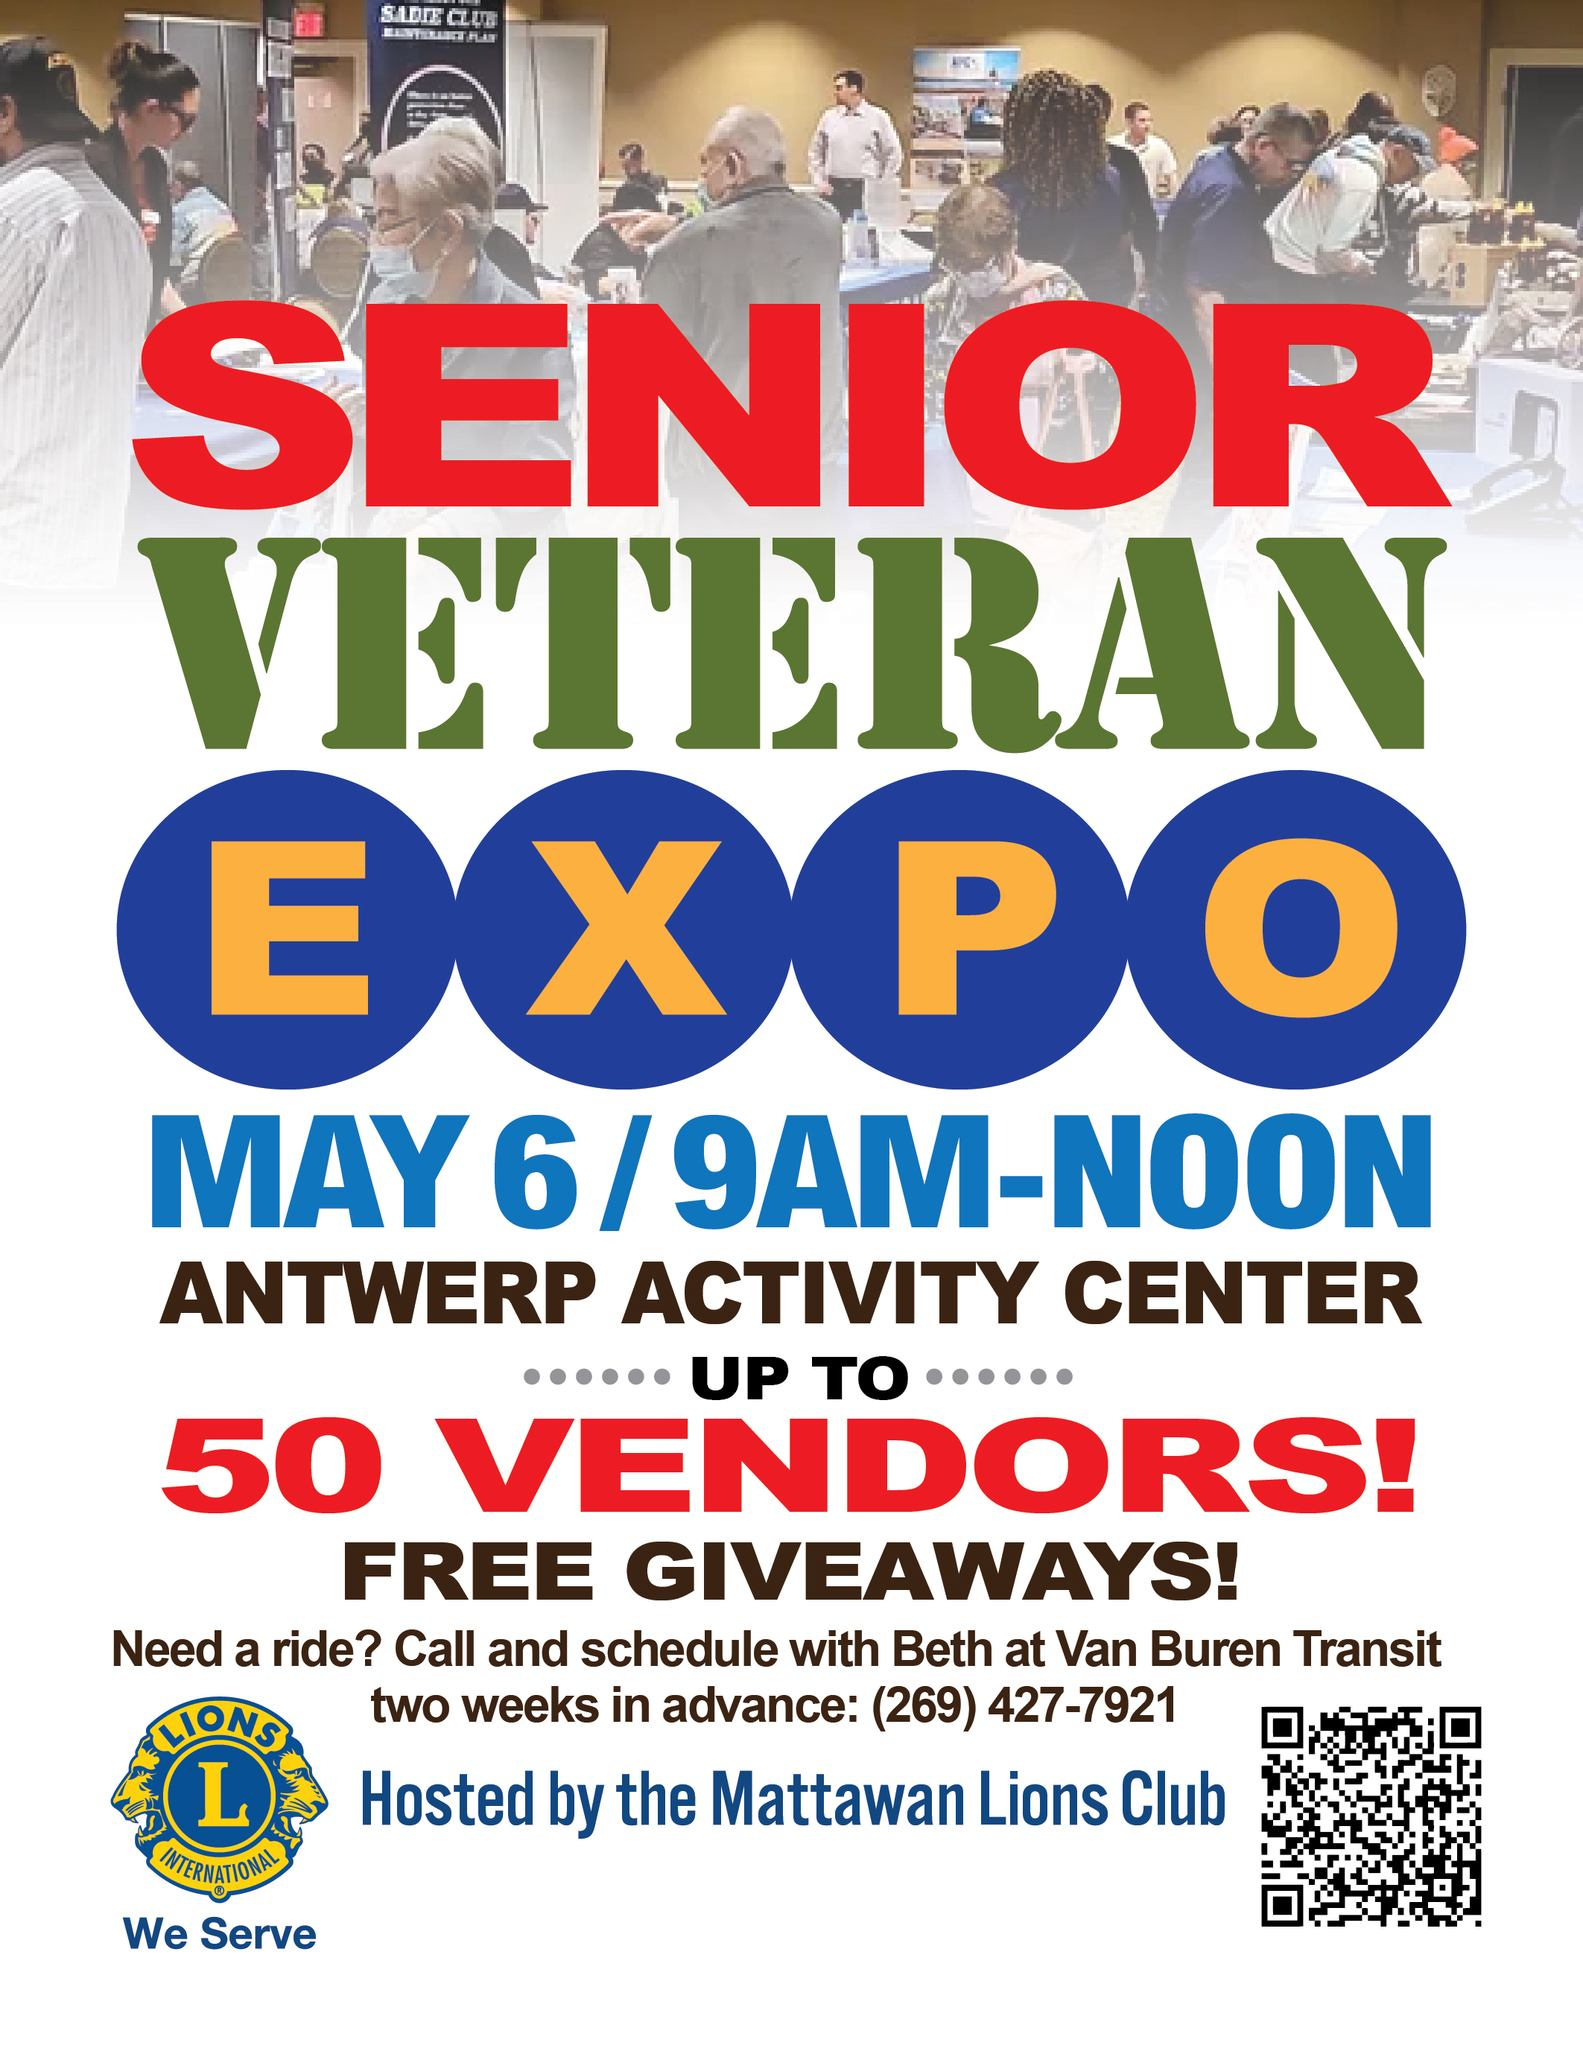 SADIE CLUB
MAINTENANCE PLAN
SENIOR
VETERAN
EXPO
MAY 6 / 9AM-NOON
ANTWERP ACTIVITY CENTER
UP TO
50 VENDORS!
FREE GIVEAWAYS!
Need a ride? Call and schedule with Beth at Van Buren Transit
two weeks in advance: (269) 427-7921
LIONS
L
INTERNATIONAL
®
We Serve
Hosted by the Mattawan Lions Club